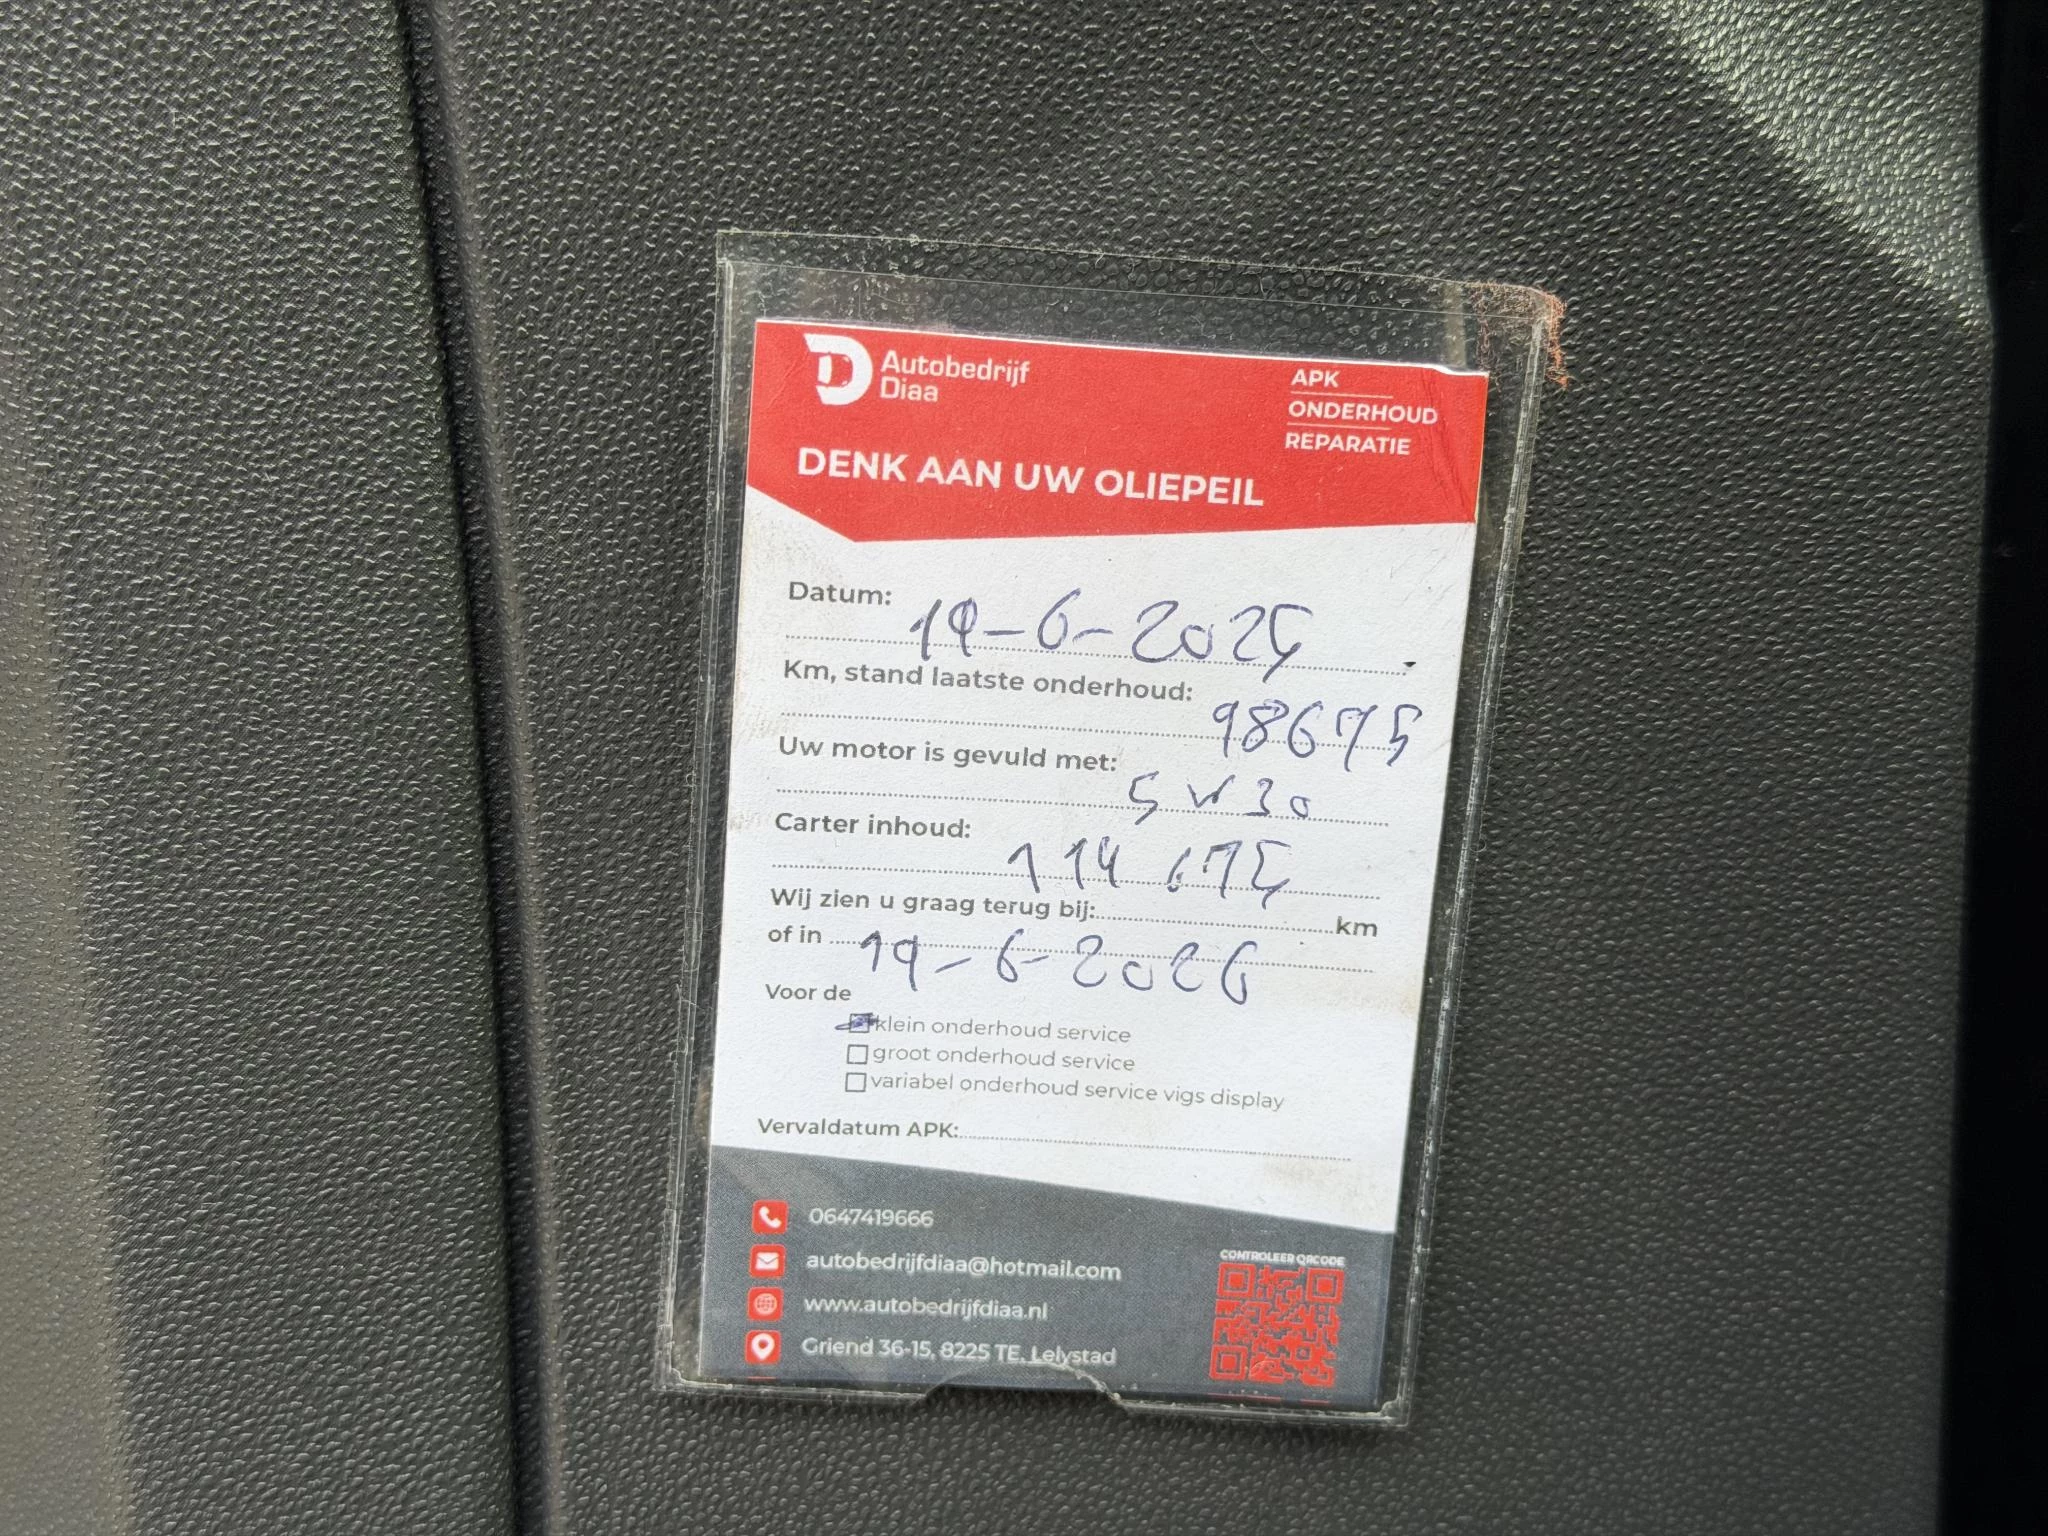 Autobedrijf
Diaa
APK
ONDERHOUD
REPARATIE
DENK AAN UW OLIEPEIL
Datum: 19-6-2025
Km, stand laatste onderhoud: 98675
Uw motor is gevuld met: 5 W 30
Carter inhoud: 114 675
Wij zien u graag terug bij:..........km
of in 19-6-2026
Voor de
klein onderhoud service
groot onderhoud service
variabel onderhoud service vigs display
Vervaldatum APK:
0647419666
autobedrijfdiaa@hotmail.com
www.autobedrijfdiaa.nl
Griend 36-15, 8225 TE, Lelystad
CONTROLEER QRCODE